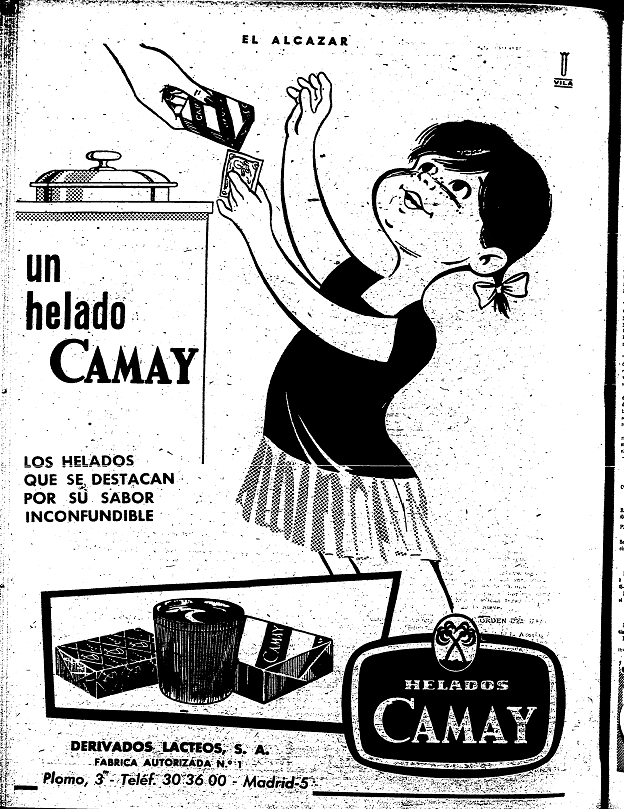 EL ALCAZAR
VILA
un
helado
CAMAY
LOS HELADOS
QUE SE DESTACAN
POR SU SABOR
INCONFUNDIBLE
CAMAY
HELADOS
CAMAY
DERIVADOS LACTEOS, S. A.
FABRICA AUTORIZADA N.º 1
Plomo, 3 - Teléf. 30 36 00 - Madrid-5